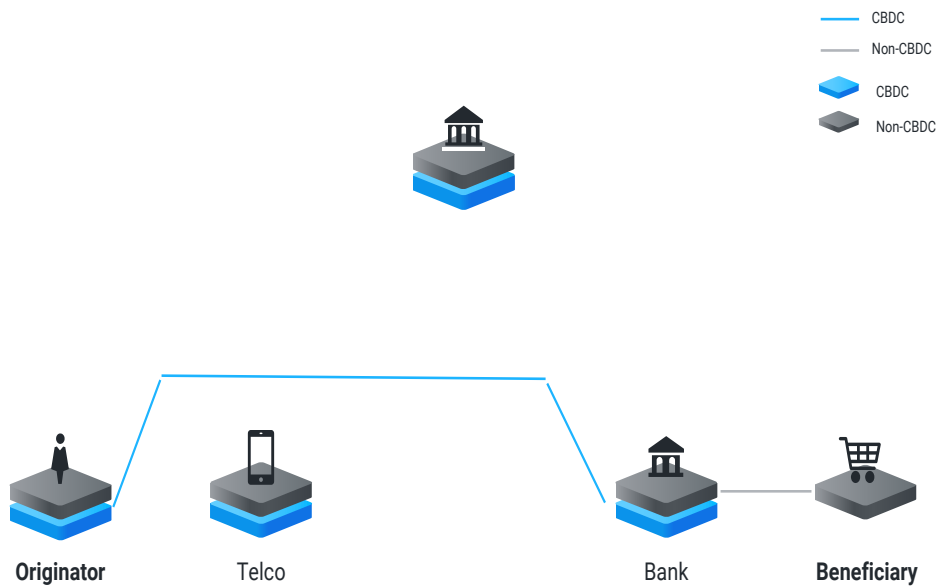 CBDC
Non-CBDC
CBDC
Non-CBDC
Originator
Telco
Bank
Beneficiary